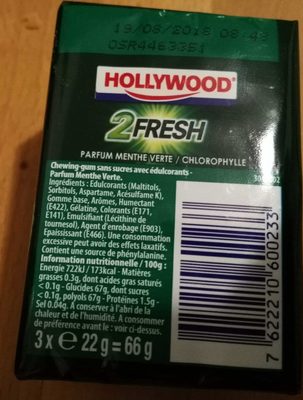 19/08/2018 08:43
OSR4463351
HOLLYWOOD®
2FRESH
PARFUM MENTHE VERTE / CHLOROPHYLLE
Chewing-gum sans sucres avec édulcorants -
Parfum Menthe Verte.
Ingrédients : Edulcorants (Maltitols,
Sorbitols, Aspartame, Acésulfame K),
Gomme base, Arômes, Humectant
(E422), Gélatine, Colorants (E171,
E141), Emulsifiant (Lécithine de
tournesol), Agent d'enrobage (E903),
Epaississant (E466). Une consommation
excessive peut avoir des effets laxatifs.
Contient une source de phénylalanine.
Information nutritionnelle / 100g :
Energie 722kJ / 173kcal - Matières
grasses 0.3g, dont acides gras saturés
< 0.1g - Glucides 67g, dont sucres
< 0.1g, polyols 67g - Protéines 1.5g -
Sel 0.04g. A conserver à l'abri de la
chaleur et de l'humidité. A consommer
de préférence avant le : voir ci-dessus.
3x e 22g = 66g
7 622210 600233